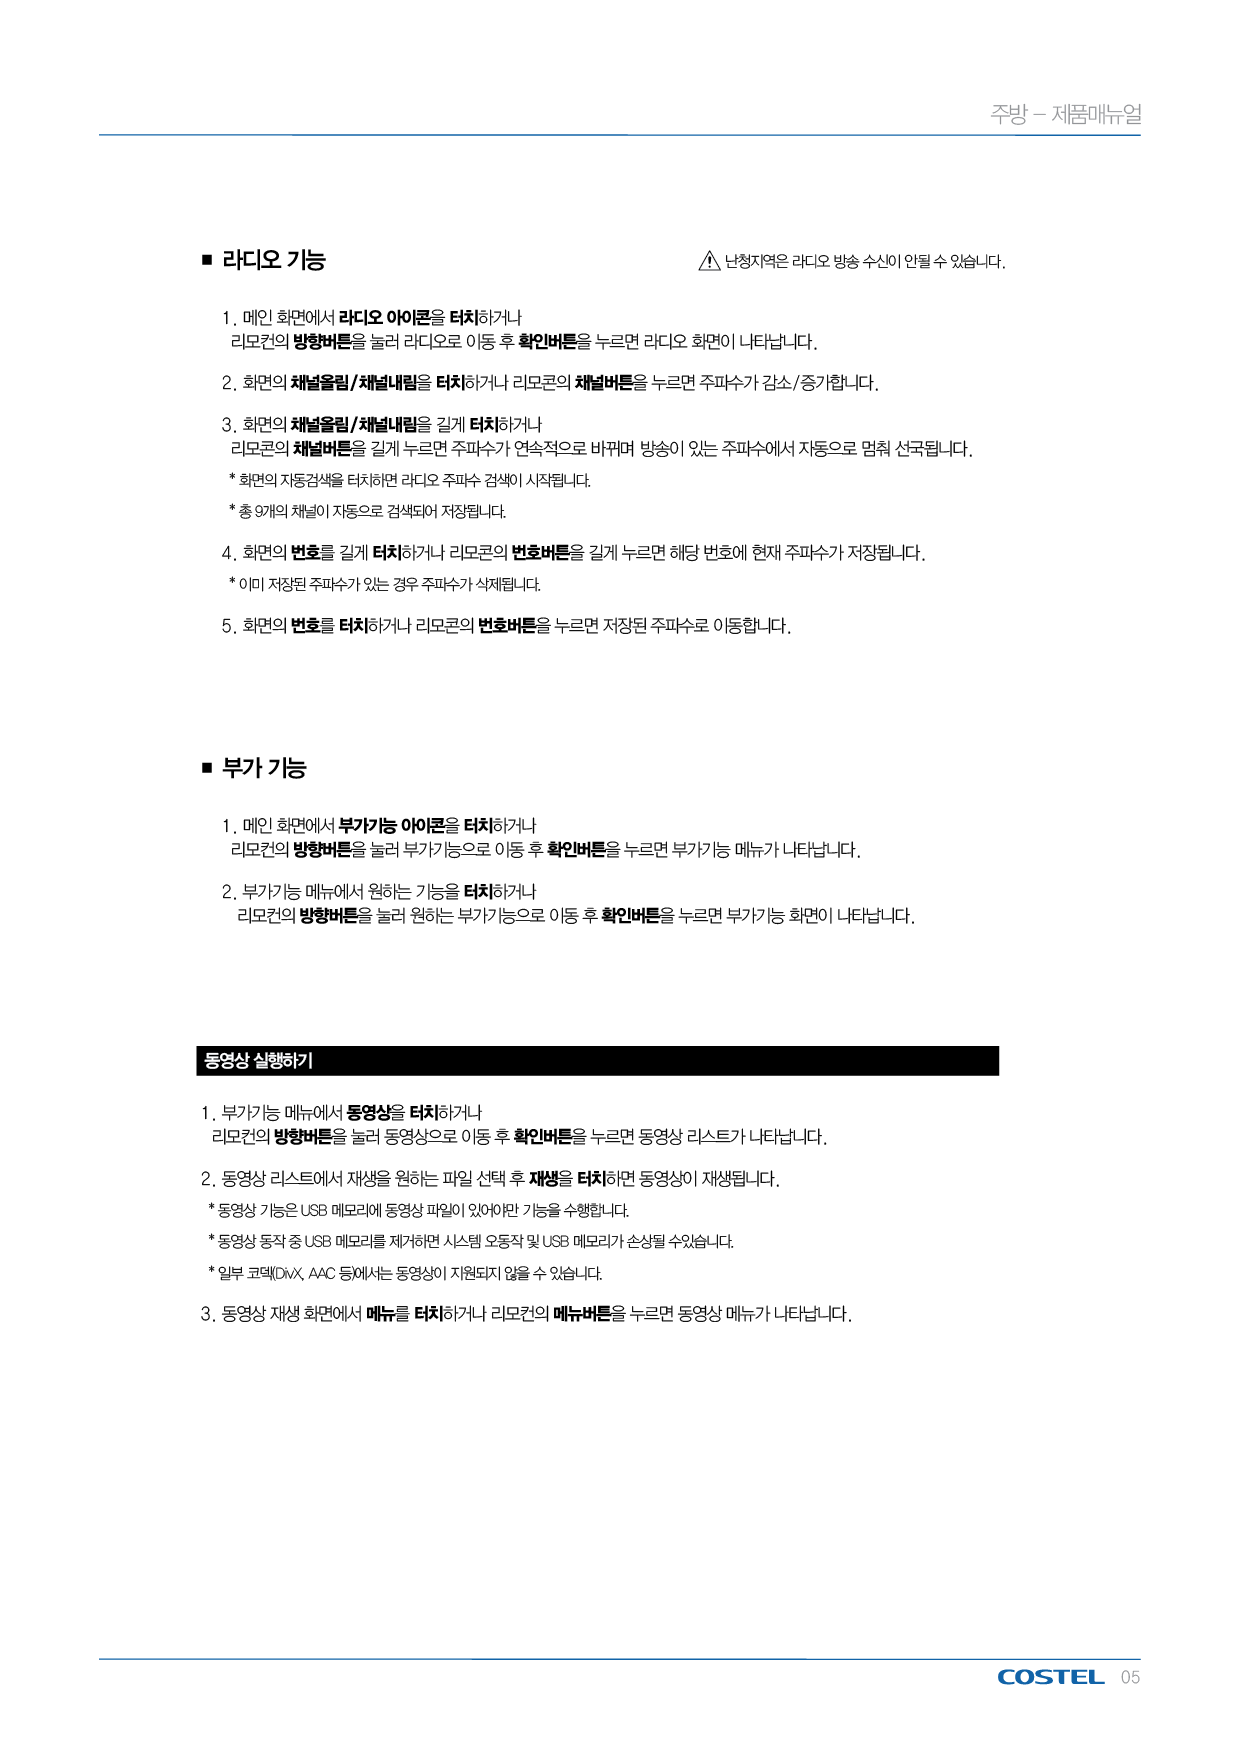 주방 – 제품매뉴얼
■ 라디오 기능
⚠ 난청지역은 라디오 방송 수신이 안될 수 있습니다.
1. 메인 화면에서 라디오 아이콘을 터치하거나
리모컨의 방향버튼을 눌러 라디오로 이동 후 확인버튼을 누르면 라디오 화면이 나타납니다.
2. 화면의 채널올림/채널내림을 터치하거나 리모콘의 채널버튼을 누르면 주파수가 감소/증가합니다.
3. 화면의 채널올림/채널내림을 길게 터치하거나
리모콘의 채널버튼을 길게 누르면 주파수가 연속적으로 바뀌며 방송이 있는 주파수에서 자동으로 멈춰 선국됩니다.
* 화면의 자동검색을 터치하면 라디오 주파수 검색이 시작됩니다.
* 총 9개의 채널이 자동으로 검색되어 저장됩니다.
4. 화면의 번호를 길게 터치하거나 리모콘의 번호버튼을 길게 누르면 해당 번호에 현재 주파수가 저장됩니다.
* 이미 저장된 주파수가 있는 경우 주파수가 삭제됩니다.
5. 화면의 번호를 터치하거나 리모콘의 번호버튼을 누르면 저장된 주파수로 이동합니다.
■ 부가 기능
1. 메인 화면에서 부가기능 아이콘을 터치하거나
리모컨의 방향버튼을 눌러 부가기능으로 이동 후 확인버튼을 누르면 부가기능 메뉴가 나타납니다.
2. 부가기능 메뉴에서 원하는 기능을 터치하거나
리모컨의 방향버튼을 눌러 원하는 부가기능으로 이동 후 확인버튼을 누르면 부가기능 화면이 나타납니다.
동영상 실행하기
1. 부가기능 메뉴에서 동영상을 터치하거나
리모컨의 방향버튼을 눌러 동영상으로 이동 후 확인버튼을 누르면 동영상 리스트가 나타납니다.
2. 동영상 리스트에서 재생을 원하는 파일 선택 후 재생을 터치하면 동영상이 재생됩니다.
* 동영상 기능은 USB 메모리에 동영상 파일이 있어야만 기능을 수행합니다.
* 동영상 동작 중 USB 메모리를 제거하면 시스템 오동작 및 USB 메모리가 손상될 수있습니다.
* 일부 코덱(DivX, AAC 등)에서는 동영상이 지원되지 않을 수 있습니다.
3. 동영상 재생 화면에서 메뉴를 터치하거나 리모컨의 메뉴버튼을 누르면 동영상 메뉴가 나타납니다.
COSTEL 05